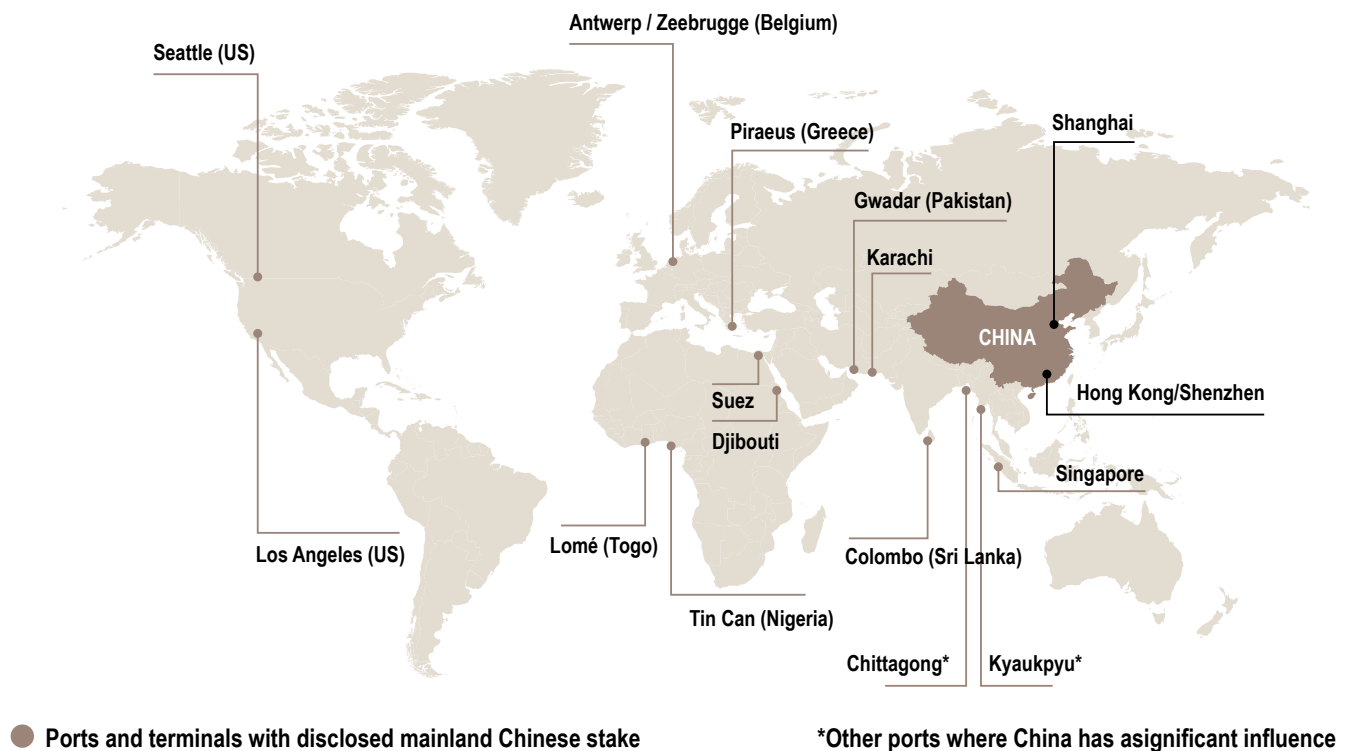 Antwerp / Zeebrugge (Belgium)
Seattle (US)
Piraeus (Greece)
Shanghai
Gwadar (Pakistan)
Karachi
CHINA
Suez
Hong Kong/Shenzhen
Djibouti
Singapore
Los Angeles (US)
Lomé (Togo)
Colombo (Sri Lanka)
Tin Can (Nigeria)
Chittagong*
Kyaukpyu*
Ports and terminals with disclosed mainland Chinese stake
*Other ports where China has asignificant influence